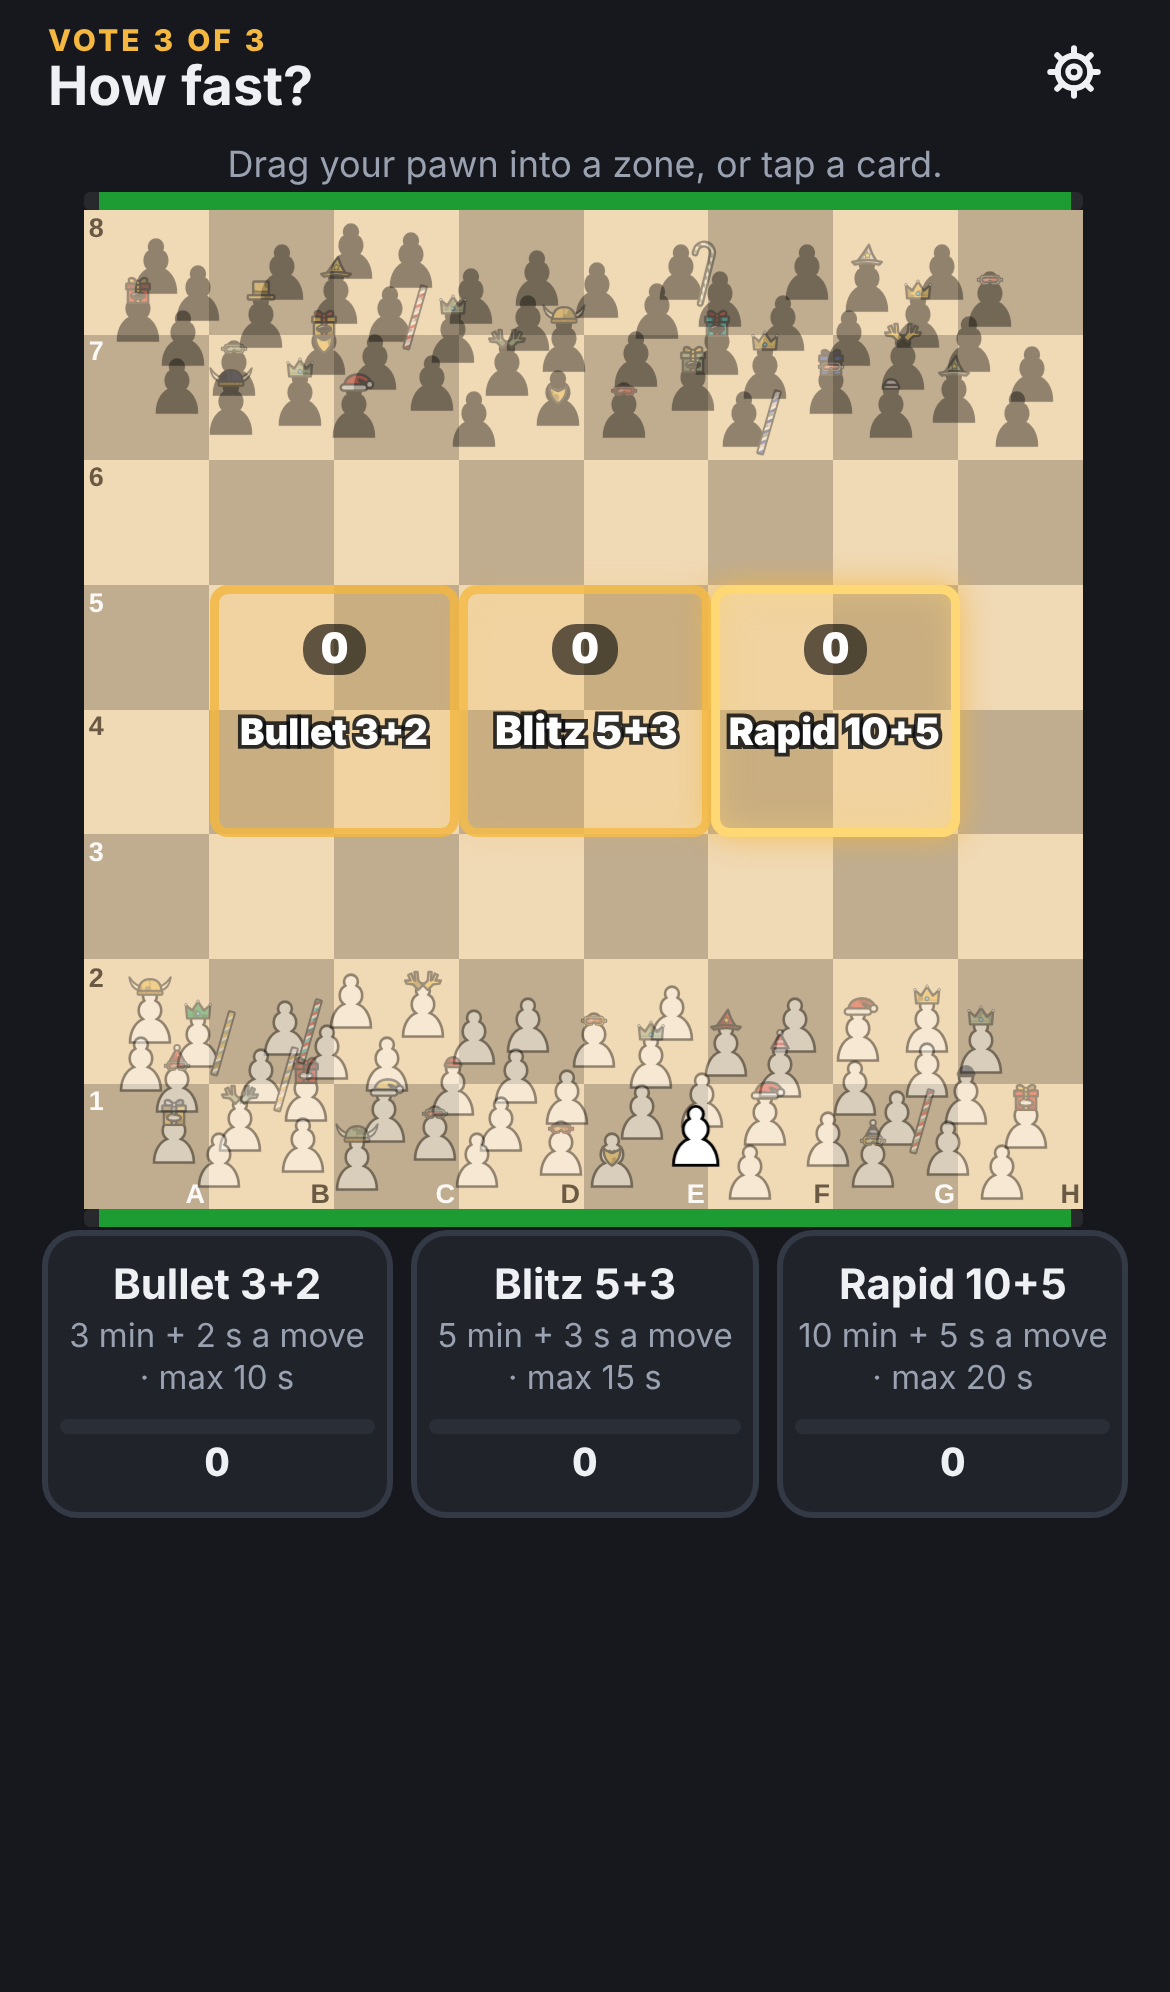 VOTE 3 OF 3
How fast?
Drag your pawn into a zone, or tap a card.
8
7
6
5
0
0
0
4
Bullet 3+2
Blitz 5+3
Rapid 10+5
3
2
1
A
B
C
D
E
F
G
H
Bullet 3+2
3 min + 2 s a move
· max 10 s
0
Blitz 5+3
5 min + 3 s a move
· max 15 s
0
Rapid 10+5
10 min + 5 s a move
· max 20 s
0